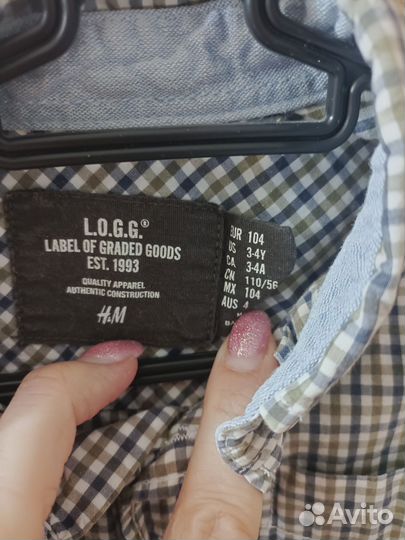 L.O.G.G.®
LABEL OF GRADED GOODS
EST. 1993
QUALITY APPAREL
AUTHENTIC CONSTRUCTION
H&M
EUR 104
US 3-4Y
CA 3-4A
CN 110/56
MX 104
AUS 4
Avito